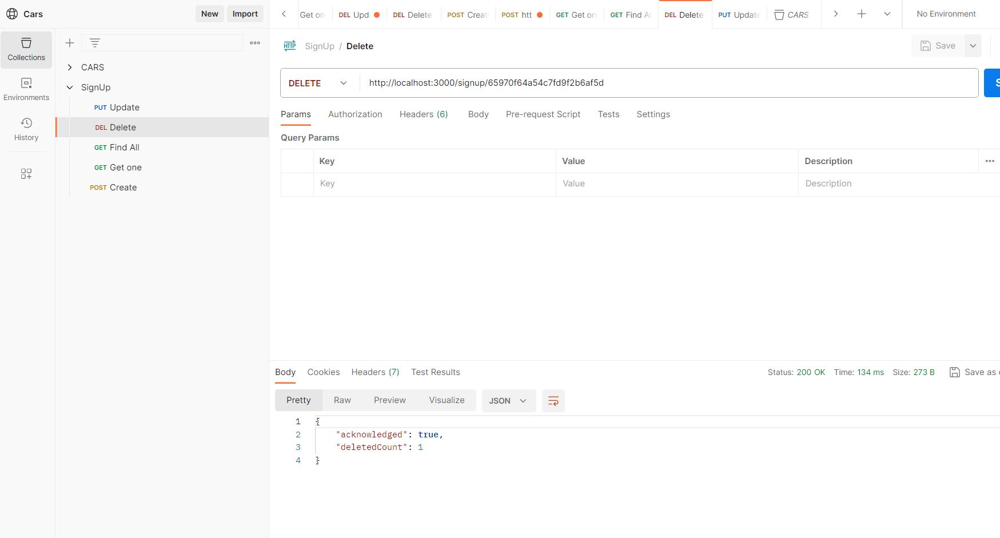 Cars
New
Import
Get on
DEL Upd
DEL Delete
POST Creat
POST htt
GET Get on
GET Find Al
DEL Delete
PUT Update
CARS
No Environment
Collections
Environments
History
CARS
SignUp
PUT Update
DEL Delete
GET Find All
GET Get one
POST Create
HTTP SignUp / Delete
Save
DELETE
http://localhost:3000/signup/65970f64a54c7fd9f2b6af5d
S
Params Authorization Headers (6) Body Pre-request Script Tests Settings
Query Params
Key Value Description
Key Value Description
Body Cookies Headers (7) Test Results
Status: 200 OK Time: 134 ms Size: 273 B Save as e
Pretty Raw Preview Visualize JSON
1 {
2 "acknowledged": true,
3 "deletedCount": 1
4 }